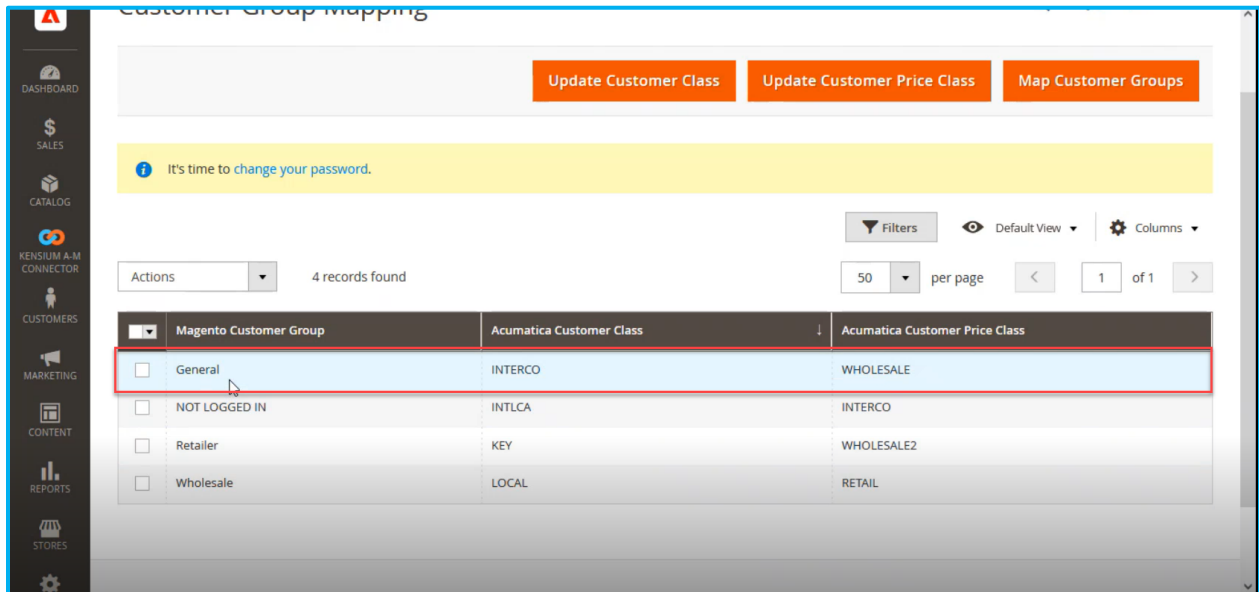 Customer Group Mapping
DASHBOARD
SALES
CATALOG
KENSIUM A-M
CONNECTOR
CUSTOMERS
MARKETING
CONTENT
REPORTS
STORES
Update Customer Class Update Customer Price Class Map Customer Groups
It's time to change your password.
Filters Default View Columns
Actions 4 records found 50 per page 1 of 1
Magento Customer Group Acumatica Customer Class ↓ Acumatica Customer Price Class
General INTERCO WHOLESALE
NOT LOGGED IN INTLCA INTERCO
Retailer KEY WHOLESALE2
Wholesale LOCAL RETAIL